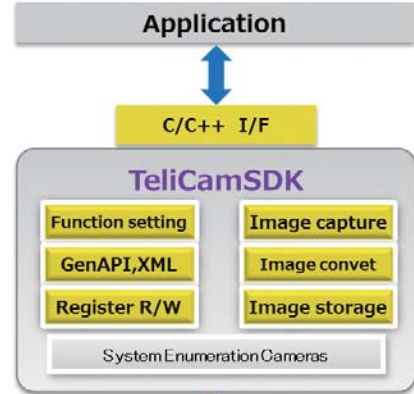 Application
C/C++ I/F
TeliCamSDK
Function setting
Image capture
GenAPI,XML
Image convet
Register R/W
Image storage
System Enumeration Cameras